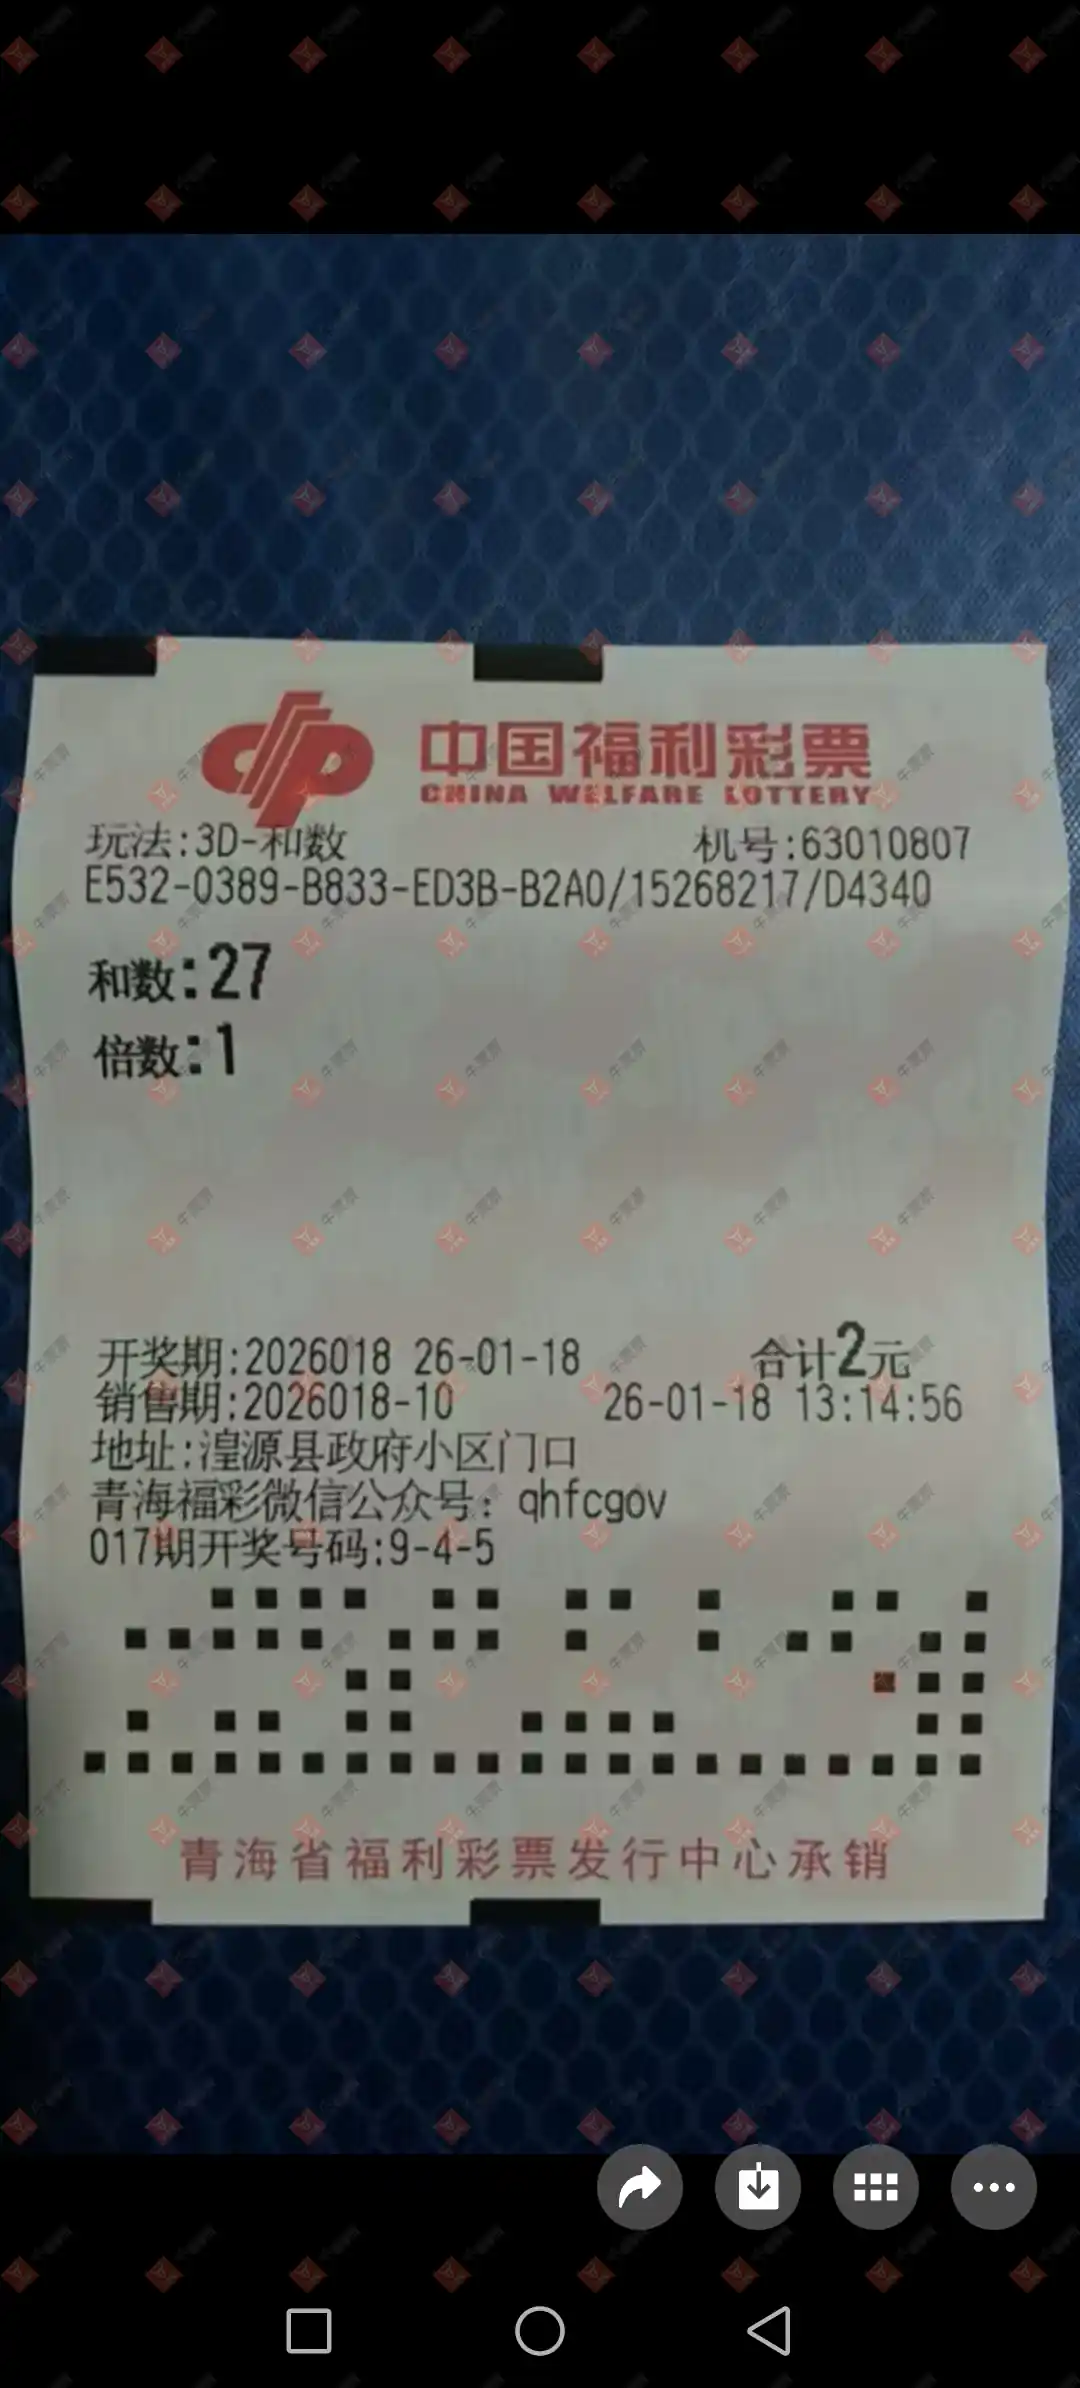 中国福利彩票
CHINA WELFARE LOTTERY
玩法:3D-和数 机号:63010807
E532-0389-B833-ED3B-B2A0/15268217/D4340
和数:27
倍数:1
开奖期:2026018 26-01-18 合计2元
销售期:2026018-10 26-01-18 13:14:56
地址:湟源县政府小区门口
青海福彩微信公众号: qhfcgov
017期开奖号码:9-4-5
青海省福利彩票发行中心承销